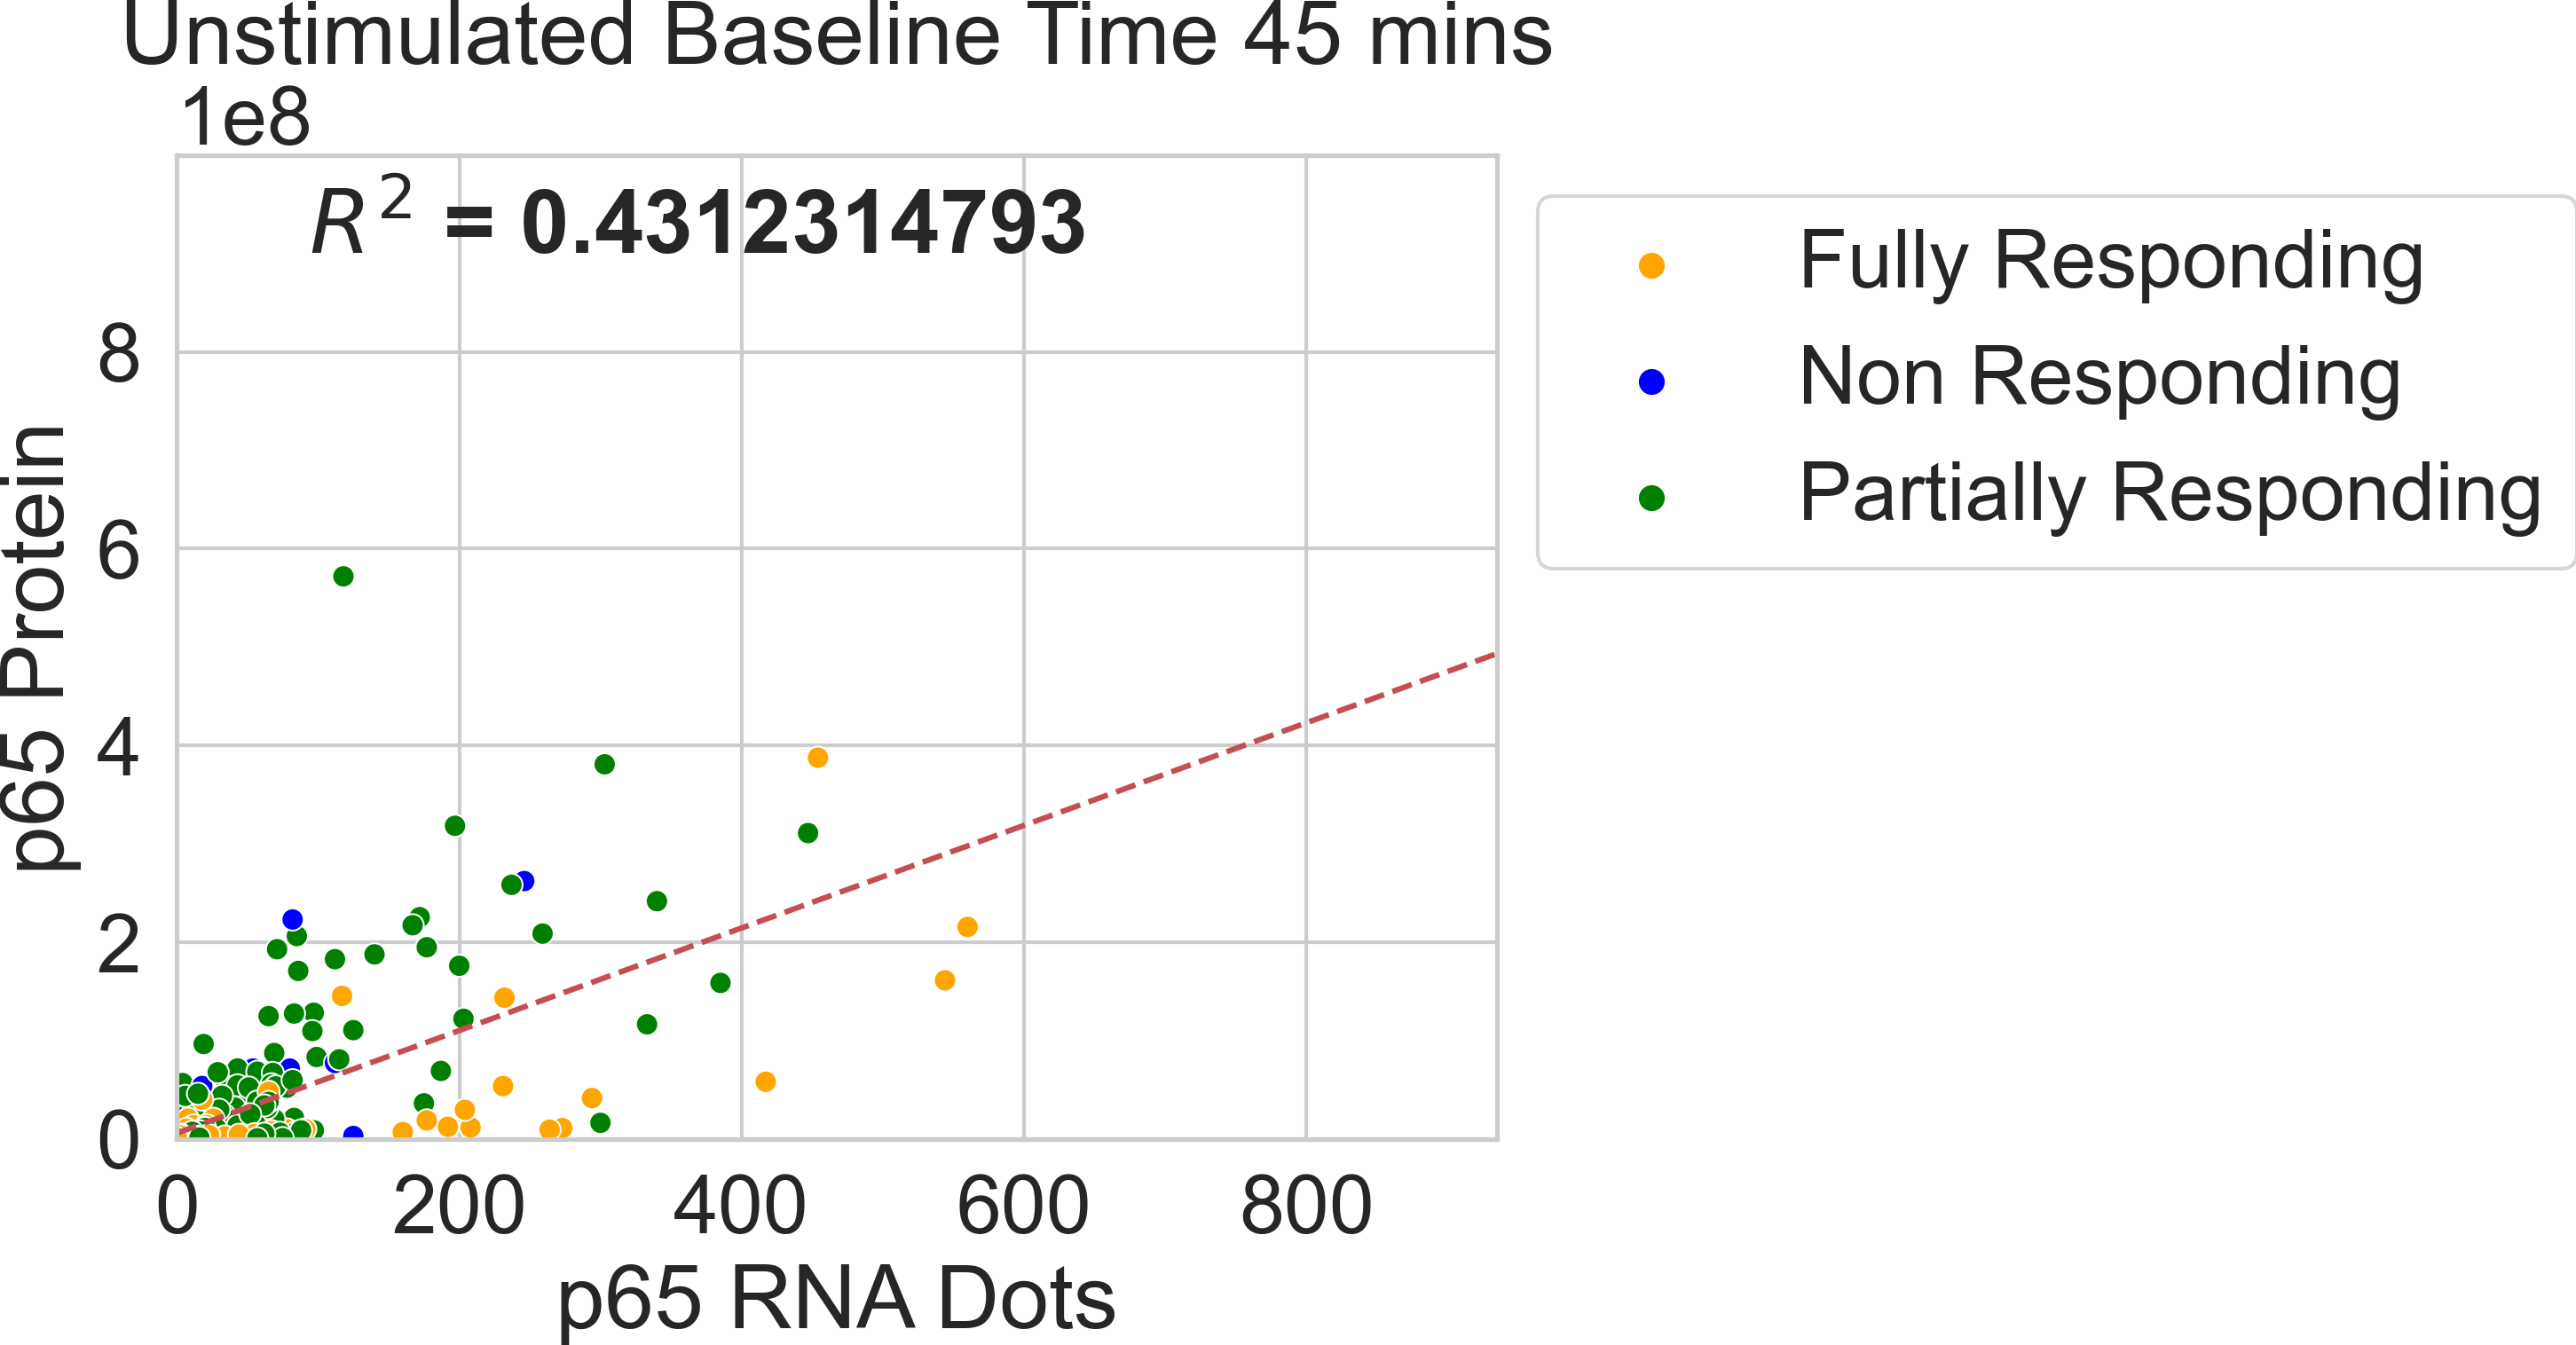 Unstimulated Baseline Time 45 mins
1e8
R² = 0.4312314793
8
6
4
2
0
p65 Protein
0 200 400 600 800
p65 RNA Dots
Fully Responding
Non Responding
Partially Responding